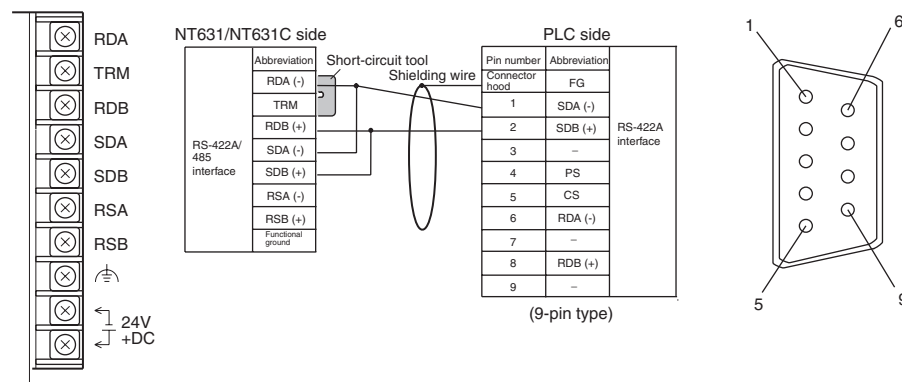 RDA
TRM
RDB
SDA
SDB
RSA
RSB
24V
+DC
NT631/NT631C side
Abbreviation
RDA (-)
TRM
RDB (+)
SDA (-)
SDB (+)
RSA (-)
RSB (+)
Functional
ground
RS-422A/
485
interface
Short-circuit tool
Shielding wire
PLC side
Pin number Abbreviation
Connector
hood FG
1 SDA (-)
2 SDB (+)
3 –
4 PS
5 CS
6 RDA (-)
7 –
8 RDB (+)
9 –
RS-422A
interface
(9-pin type)
1
6
5
9